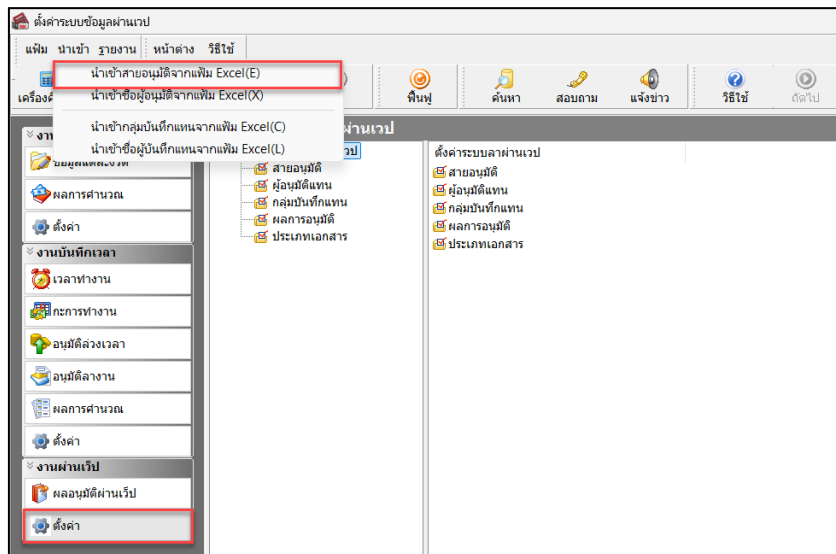 ตั้งค่าระบบข้อมูลผ่านเวป
แฟ้ม นำเข้า รายงาน หน้าต่าง วิธีใช้
นำเข้าสายอนุมัติจากแฟ้ม Excel(E)
นำเข้าชื่อผู้อนุมัติจากแฟ้ม Excel(X)
นำเข้ากลุ่มบันทึกแทนจากแฟ้ม Excel(C)
นำเข้าชื่อผู้บันทึกแทนจากแฟ้ม Excel(L)
ฟื้นฟู ค้นหา สอบถาม แจ้งข่าว วิธีใช้ ถัดไป
ผ่านเวป
ข้อมูลแต่ละงวด
ผลการคำนวณ
ตั้งค่า
งานบันทึกเวลา
เวลาทำงาน
กะการทำงาน
อนุมัติล่วงเวลา
อนุมัติลางาน
ผลการคำนวณ
ตั้งค่า
งานผ่านเว็ป
ผลอนุมัติผ่านเว็ป
ตั้งค่า
สายอนุมัติ
ผู้อนุมัติแทน
กลุ่มบันทึกแทน
ผลการอนุมัติ
ประเภทเอกสาร
ตั้งค่าระบบลาผ่านเวป
สายอนุมัติ
ผู้อนุมัติแทน
กลุ่มบันทึกแทน
ผลการอนุมัติ
ประเภทเอกสาร